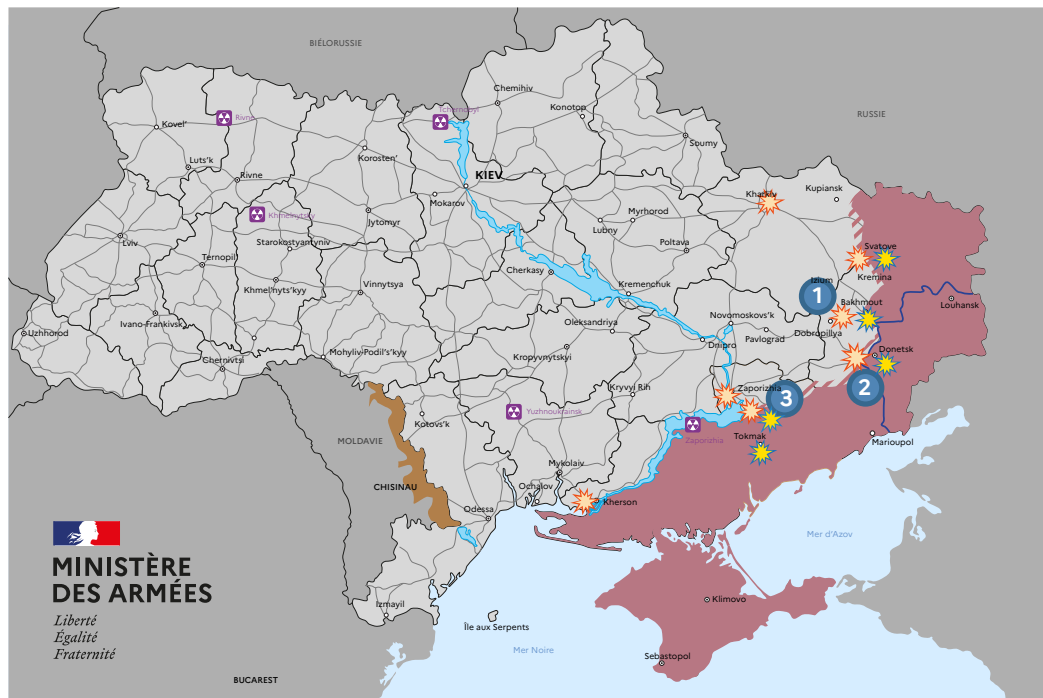 BIÉLORUSSIE
RUSSIE
Chemihiv
Konotop
Tchernobyl
Rivne
Kovel'
Soumy
Korosten'
Luts'k
KIEV
Rivne
Kharkiv
Kupiansk
Mokarov
Khmelnytsky
Jytomyr
Myrhorod
Lubny
Lviv
Starokostyantyniv
Poltava
Svatove
Ternopil
Cherkasy
Kremina
Izium
Khmel'nyts'kyy
Vinnytsya
Kremenchuk
1
Bakhmout
Louhansk
Ivano-Frankivsk
Oleksandriya
Novomoskovs'k
Uzhhorod
Pavlograd
Dobropillya
Dnipro
Mohyliv-Podil's'kyy
Kropyvnytskyi
Donetsk
Chernivtsi
Kryvyi Rih
Zaporizhia
2
3
Yuzhnoukrainsk
Kotovs'k
Zaporizhia
Tokmak
MOLDAVIE
Marioupol
Mykolaiv
CHISINAU
Ochalov
Kherson
Odessa
Mer d'Azov
MINISTÈRE
DES ARMÉES
Liberté
Égalité
Fraternité
Izmayil
Klimovo
Île aux Serpents
Mer Noire
Sebastopol
BUCAREST